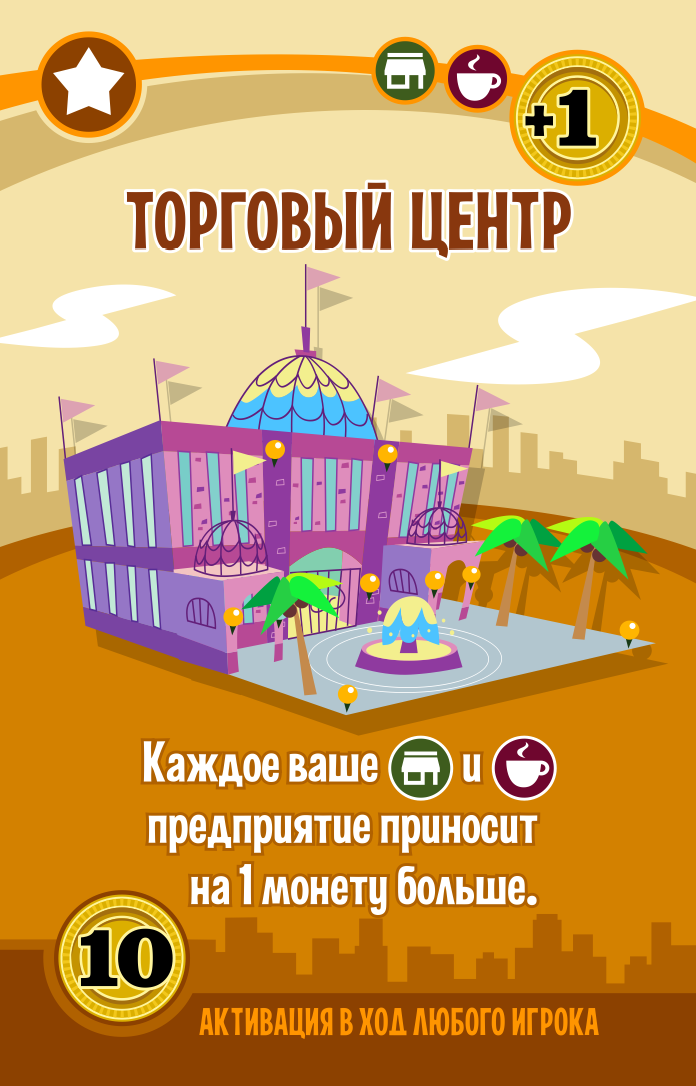 +1
ТОРГОВЫЙ ЦЕНТР
Каждое ваше и
предприятие приносит
на 1 монету больше.
10
АКТИВАЦИЯ В ХОД ЛЮБОГО ИГРОКА